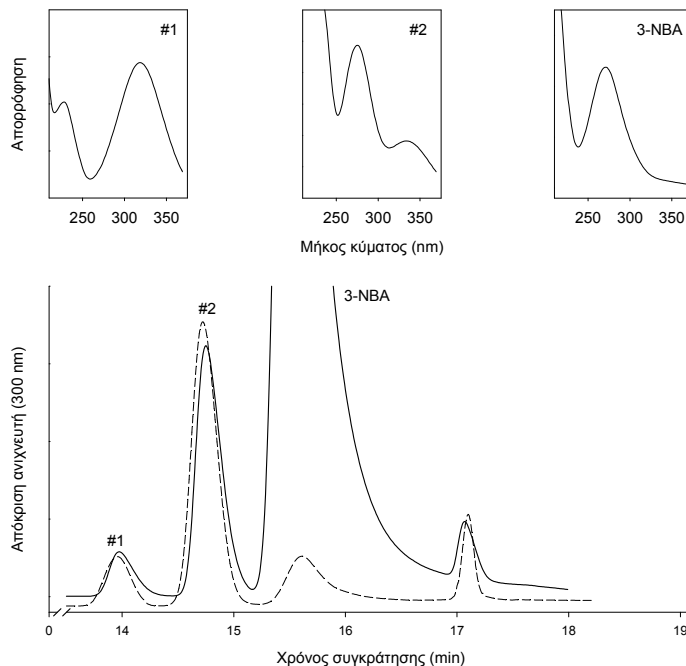 #1
#2
3-NBA
Απορρόφηση
250 300 350
250 300 350
250 300 350
Μήκος κύματος (nm)
3-NBA
#2
#1
Απόκριση ανιχνευτή (300 nm)
0 14 15 16 17 18 19
Χρόνος συγκράτησης (min)